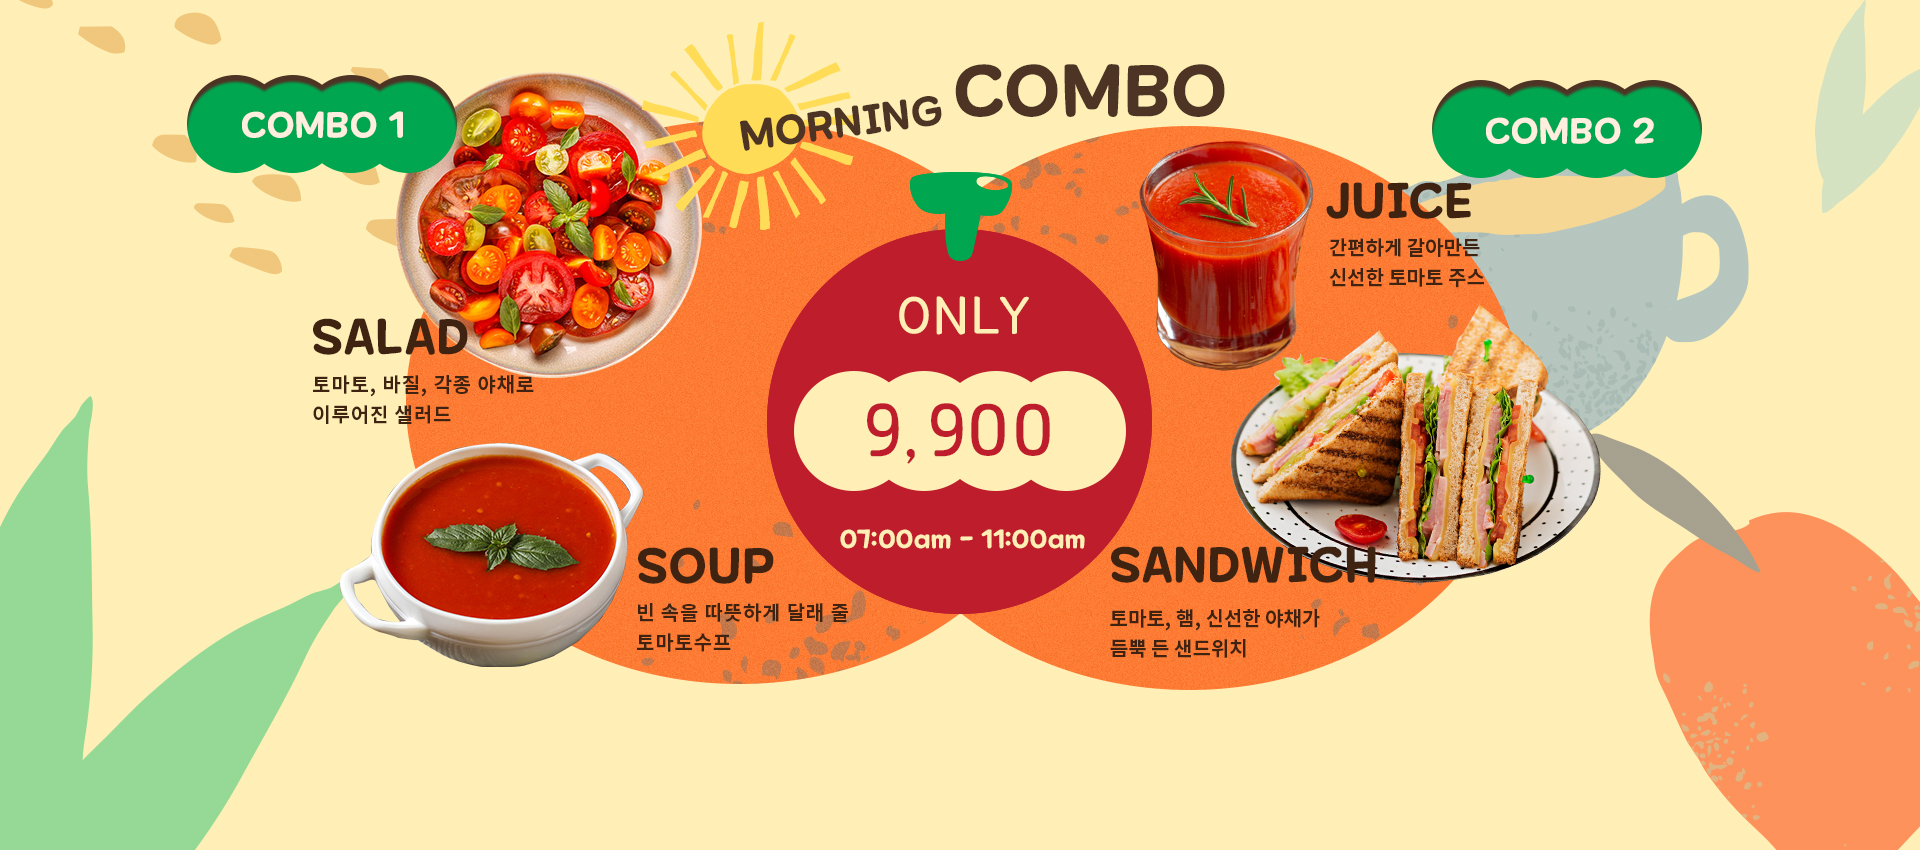 MORNING COMBO
COMBO 1
SALAD
토마토, 바질, 각종 야채로
이루어진 샐러드
SOUP
빈 속을 따뜻하게 달래 줄
토마토수프
ONLY
9,900
07:00am - 11:00am
COMBO 2
JUICE
간편하게 갈아만든
신선한 토마토 주스
SANDWICH
토마토, 햄, 신선한 야채가
듬뿍 든 샌드위치